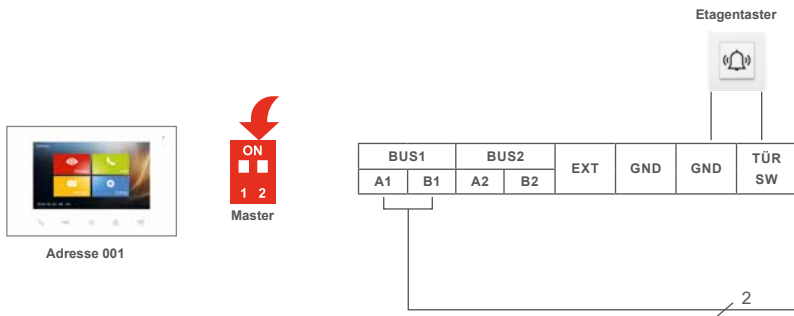 Etagentaster
ON
1 2
Master
Adresse 001
BUS1 BUS2 EXT GND GND TÜR SW
A1 B1 A2 B2
2